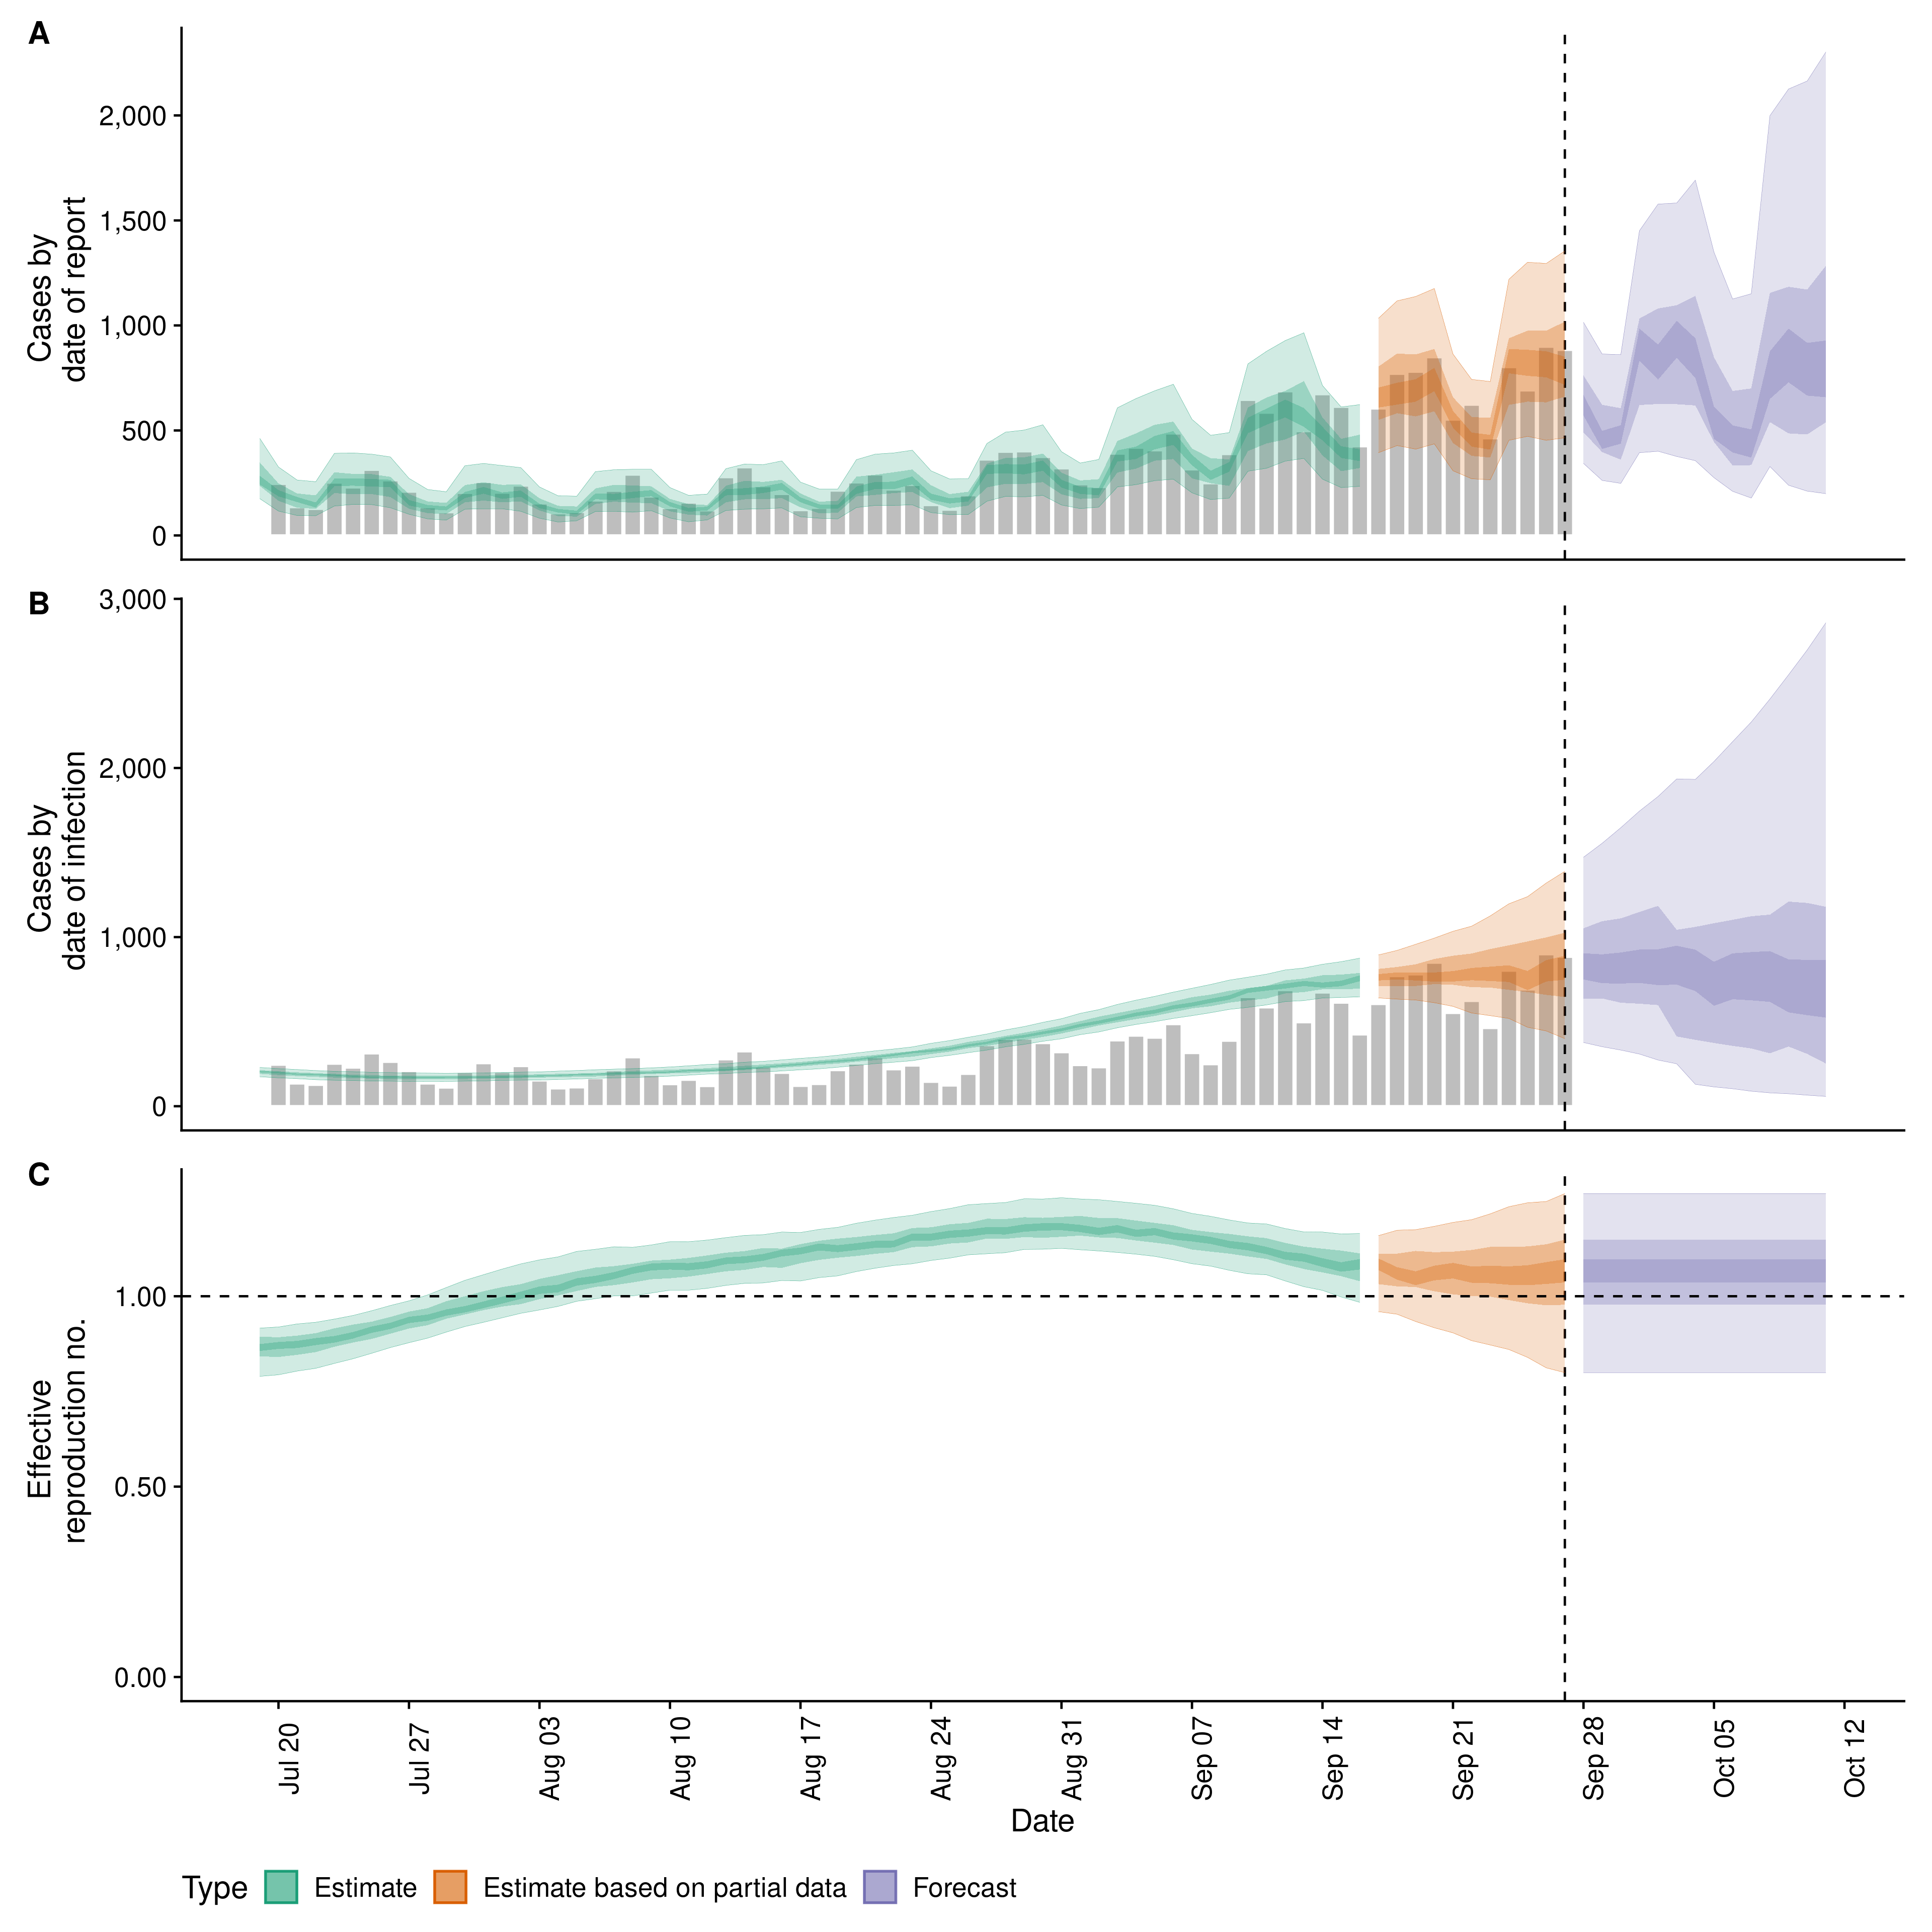 A
2,000
1,500
1,000
500
0
Cases by
date of report
B
3,000
2,000
1,000
0
Cases by
date of infection
C
1.00
0.50
0.00
Effective
reproduction no.
Jul 20
Jul 27
Aug 03
Aug 10
Aug 17
Aug 24
Aug 31
Sep 07
Sep 14
Sep 21
Sep 28
Oct 05
Oct 12
Date
Type Estimate Estimate based on partial data Forecast